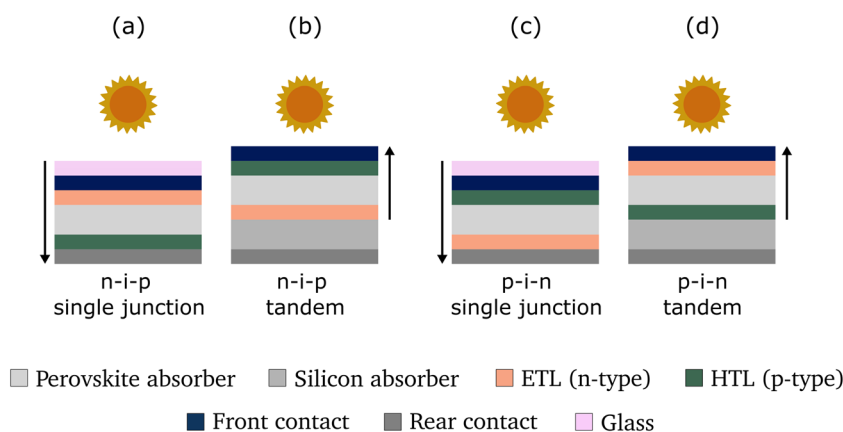 (a) (b) (c) (d)
n-i-p n-i-p p-i-n p-i-n
single junction tandem single junction tandem
Perovskite absorber Silicon absorber ETL (n-type) HTL (p-type)
Front contact Rear contact Glass